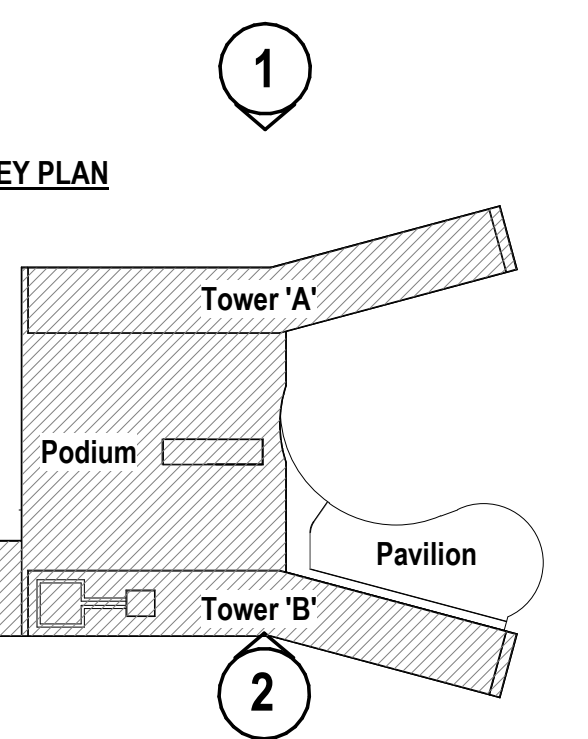 1
EY PLAN
Tower 'A'
Podium
Pavilion
Tower 'B'
2